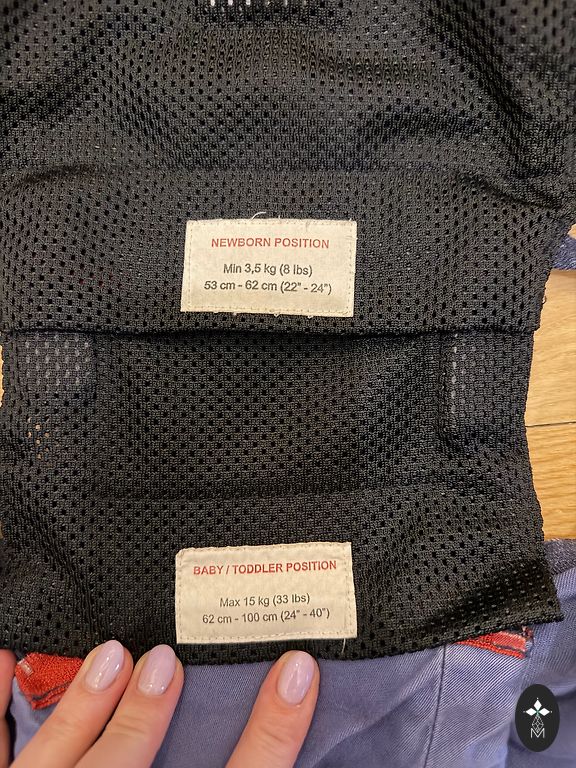 NEWBORN POSITION
Min 3,5 kg (8 lbs)
53 cm - 62 cm (22" - 24")
BABY / TODDLER POSITION
Max 15 kg (33 lbs)
62 cm - 100 cm (24" - 40")